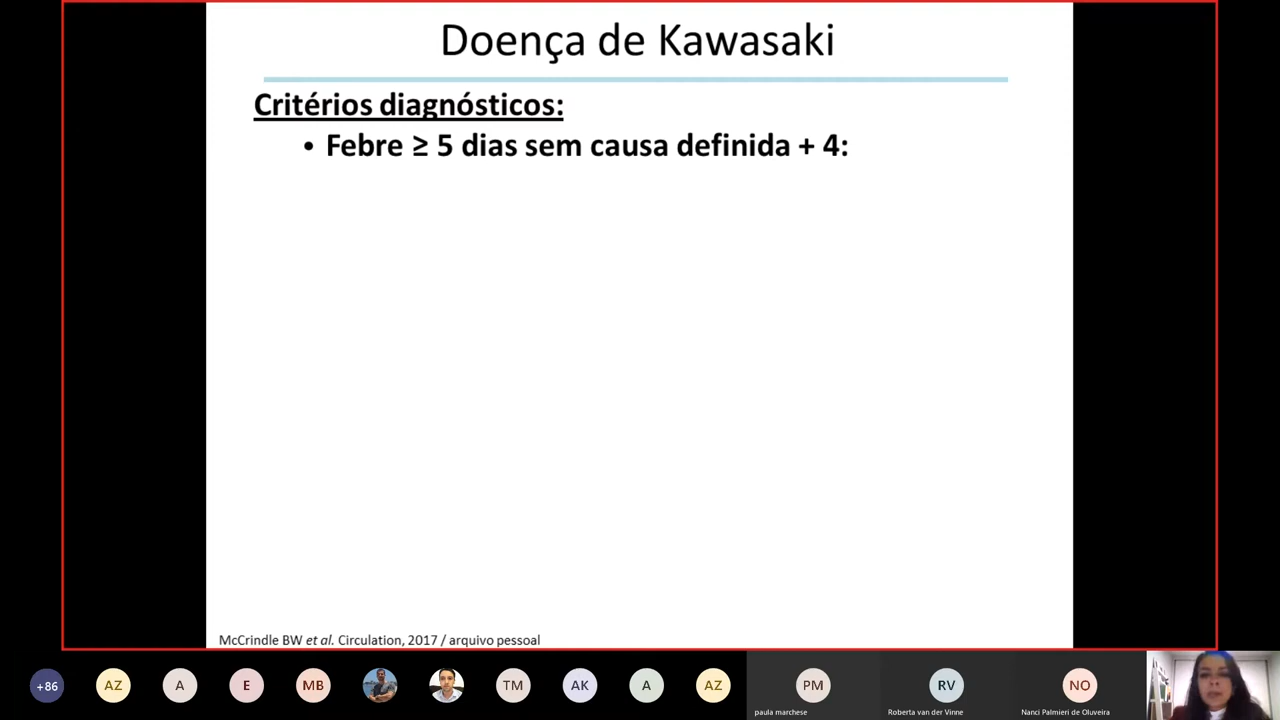 Doença de Kawasaki
Critérios diagnósticos:
• Febre ≥ 5 dias sem causa definida + 4:
McCrindle BW et al. Circulation, 2017 / arquivo pessoal
+86
AZ
A
E
MB
TM
AK
A
AZ
PM
RV
NO
paula marchese
Roberta van der Vinne
Nanci Palmieri de Oluveira